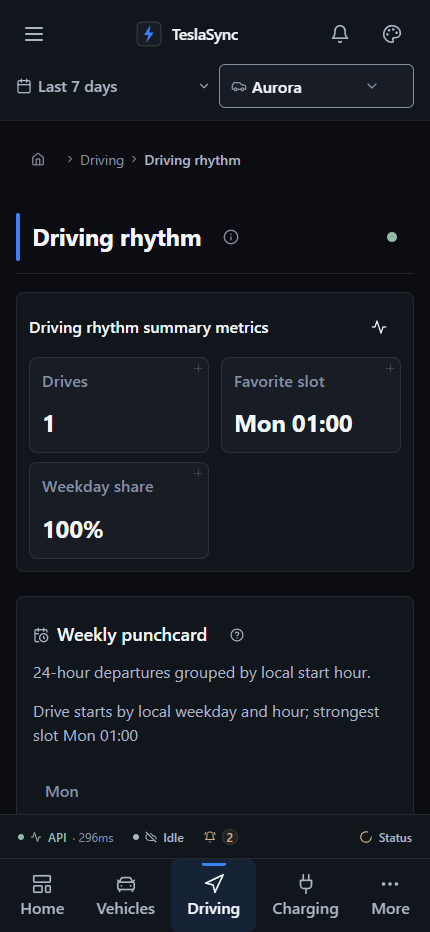 TeslaSync
Last 7 days
Aurora
Driving
Driving rhythm
Driving rhythm
Driving rhythm summary metrics
Drives
1
Favorite slot
Mon 01:00
Weekday share
100%
Weekly punchcard
24-hour departures grouped by local start hour.
Drive starts by local weekday and hour; strongest
slot Mon 01:00
Mon
API · 296ms
Idle
2
Status
Home
Vehicles
Driving
Charging
More